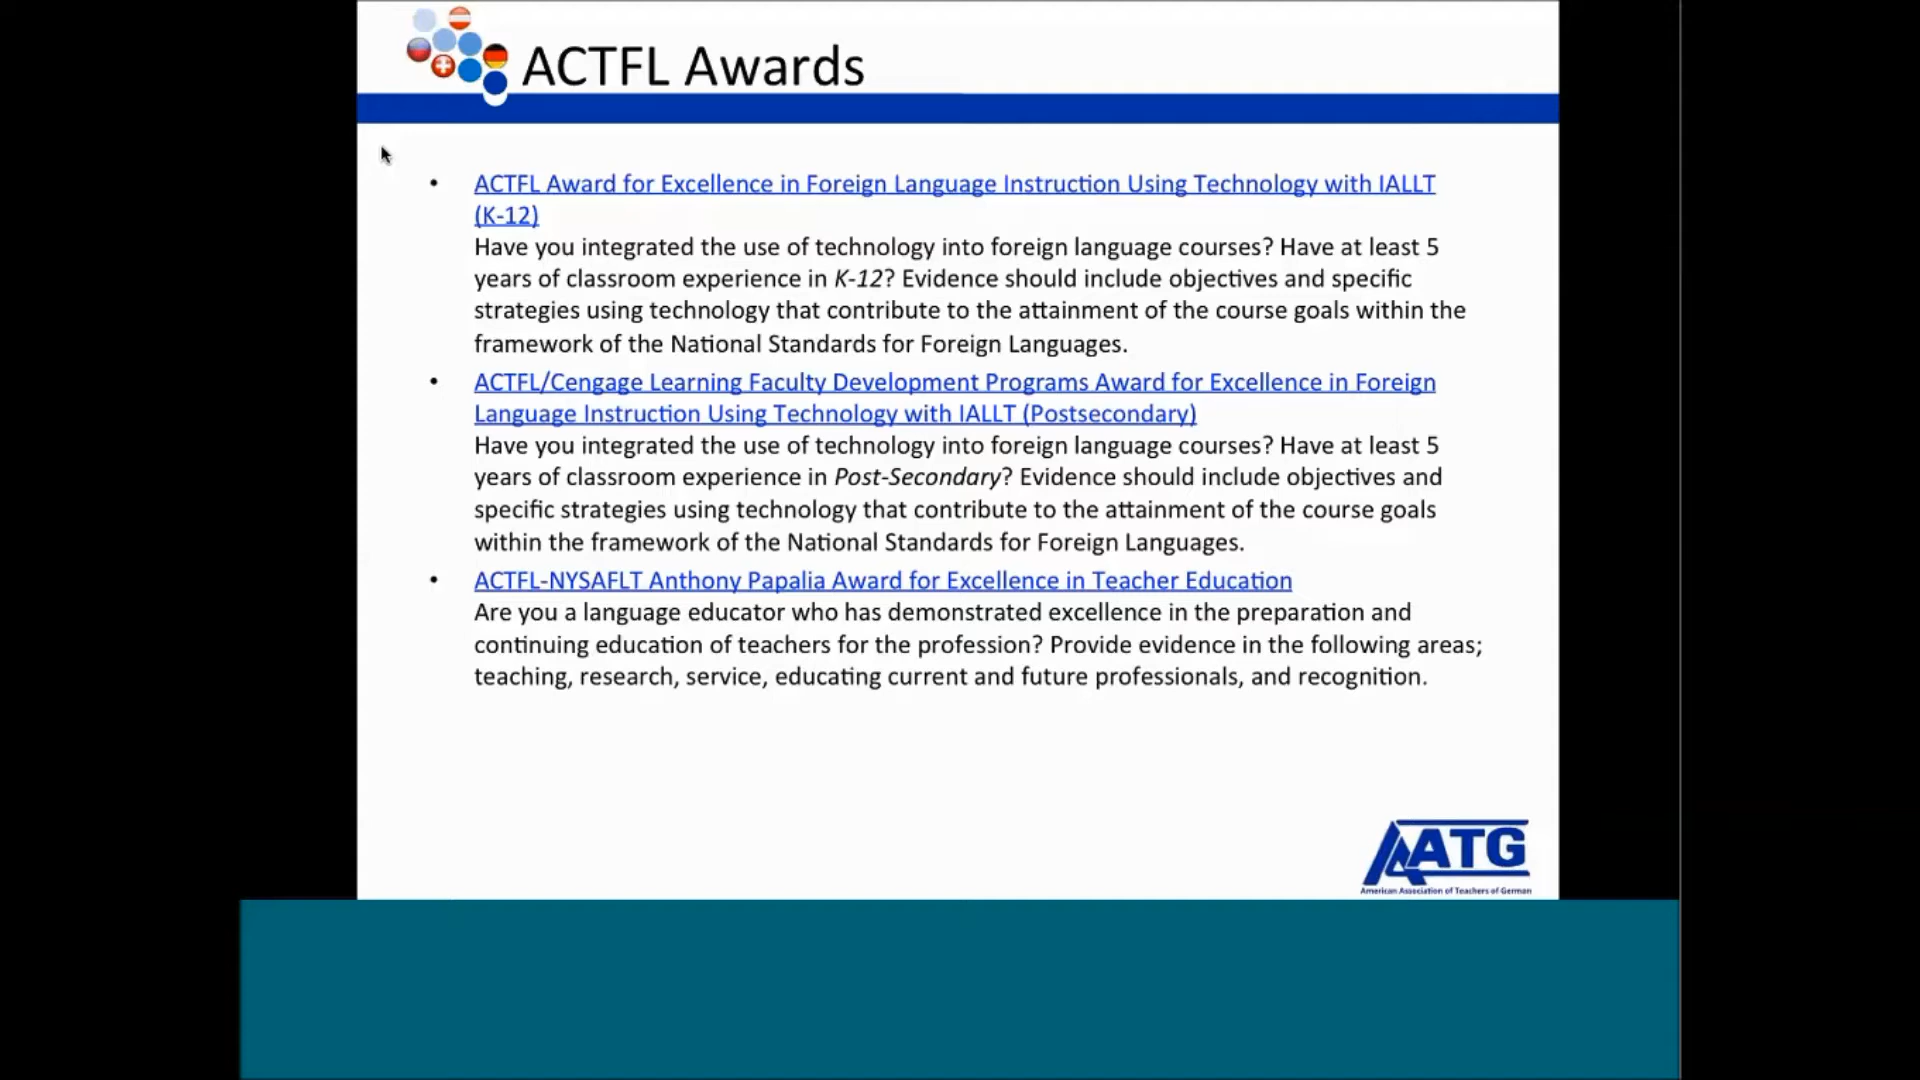 ACTFL Awards
• ACTFL Award for Excellence in Foreign Language Instruction Using Technology with IALLT
(K-12)
Have you integrated the use of technology into foreign language courses? Have at least 5
years of classroom experience in K-12? Evidence should include objectives and specific
strategies using technology that contribute to the attainment of the course goals within the
framework of the National Standards for Foreign Languages.
• ACTFL/Cengage Learning Faculty Development Programs Award for Excellence in Foreign
Language Instruction Using Technology with IALLT (Postsecondary)
Have you integrated the use of technology into foreign language courses? Have at least 5
years of classroom experience in Post-Secondary? Evidence should include objectives and
specific strategies using technology that contribute to the attainment of the course goals
within the framework of the National Standards for Foreign Languages.
• ACTFL-NYSAFLT Anthony Papalia Award for Excellence in Teacher Education
Are you a language educator who has demonstrated excellence in the preparation and
continuing education of teachers for the profession? Provide evidence in the following areas;
teaching, research, service, educating current and future professionals, and recognition.
AATG
American Association of Teachers of German